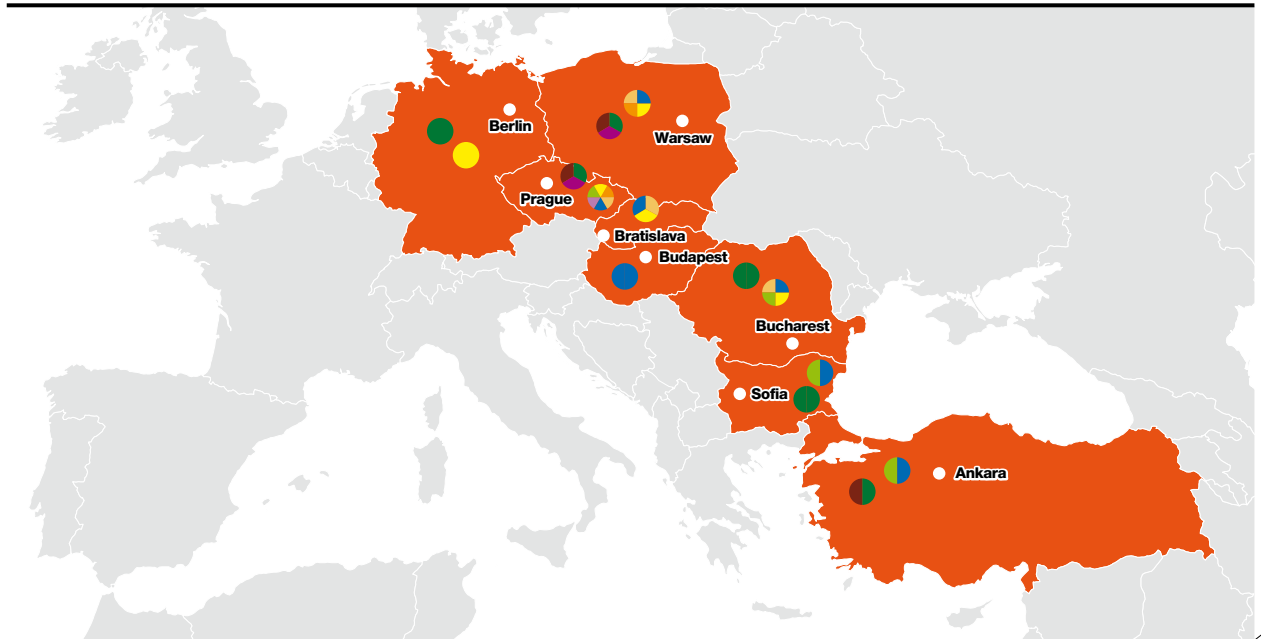 Berlin
Warsaw
Prague
Bratislava
Budapest
Bucharest
Sofia
Ankara